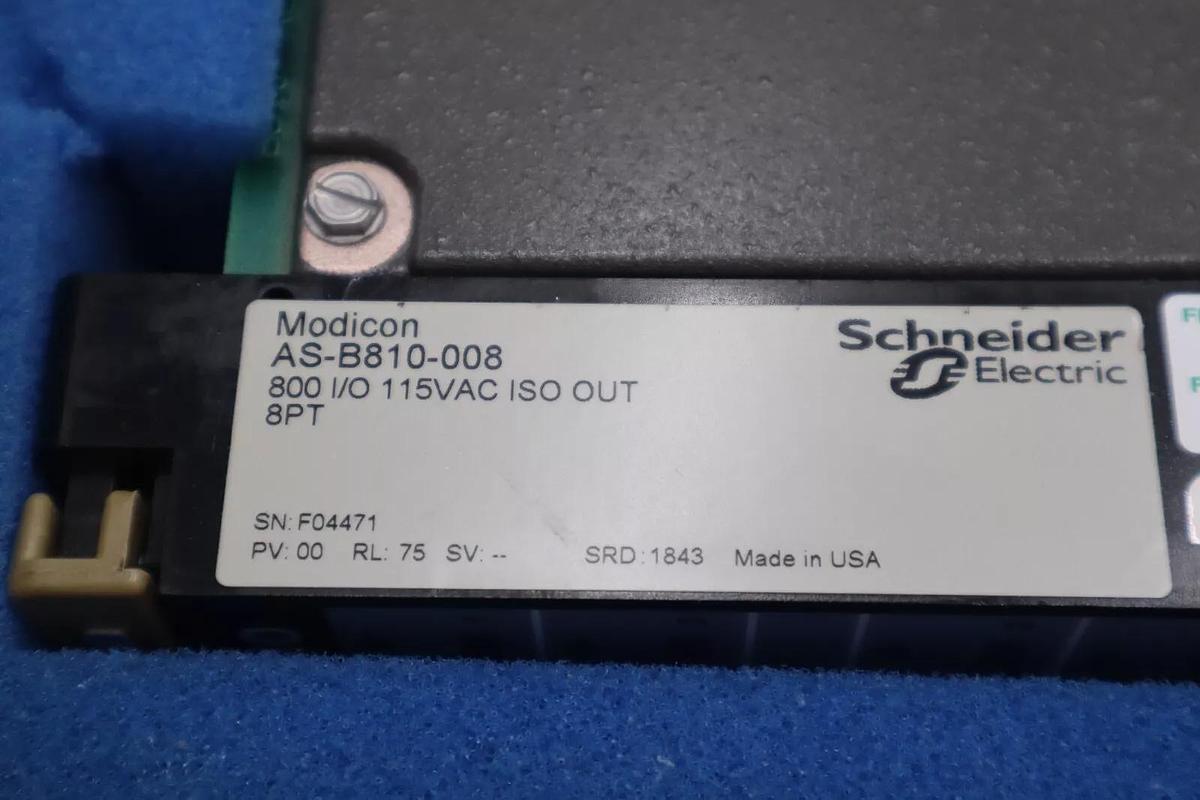 Modicon
AS-B810-008
800 I/O 115VAC ISO OUT
8PT
Schneider
Electric
SN: F04471
PV: 00 RL: 75 SV: -- SRD: 1843 Made in USA